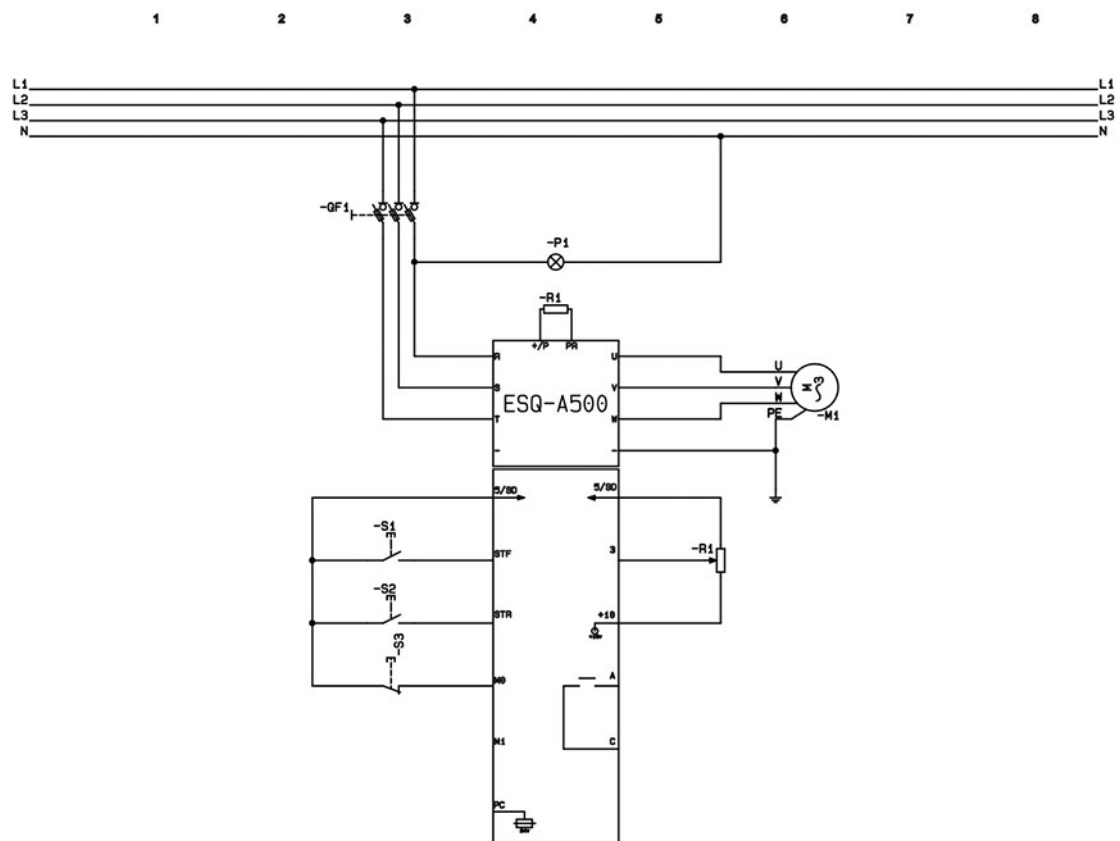 1 2 3 4 5 6 7 8
L1 L1
L2 L2
L3 L3
N N
-QF1
-P1
-R1
+/P PR
R U
U
S V
V
ESQ-A500
W
T W
PE
-M1
M
3
- -
5/SD 5/SD
-S1
STF 3
-R1
-S2
STR +10
-S3
M0 A
M1 C
PC